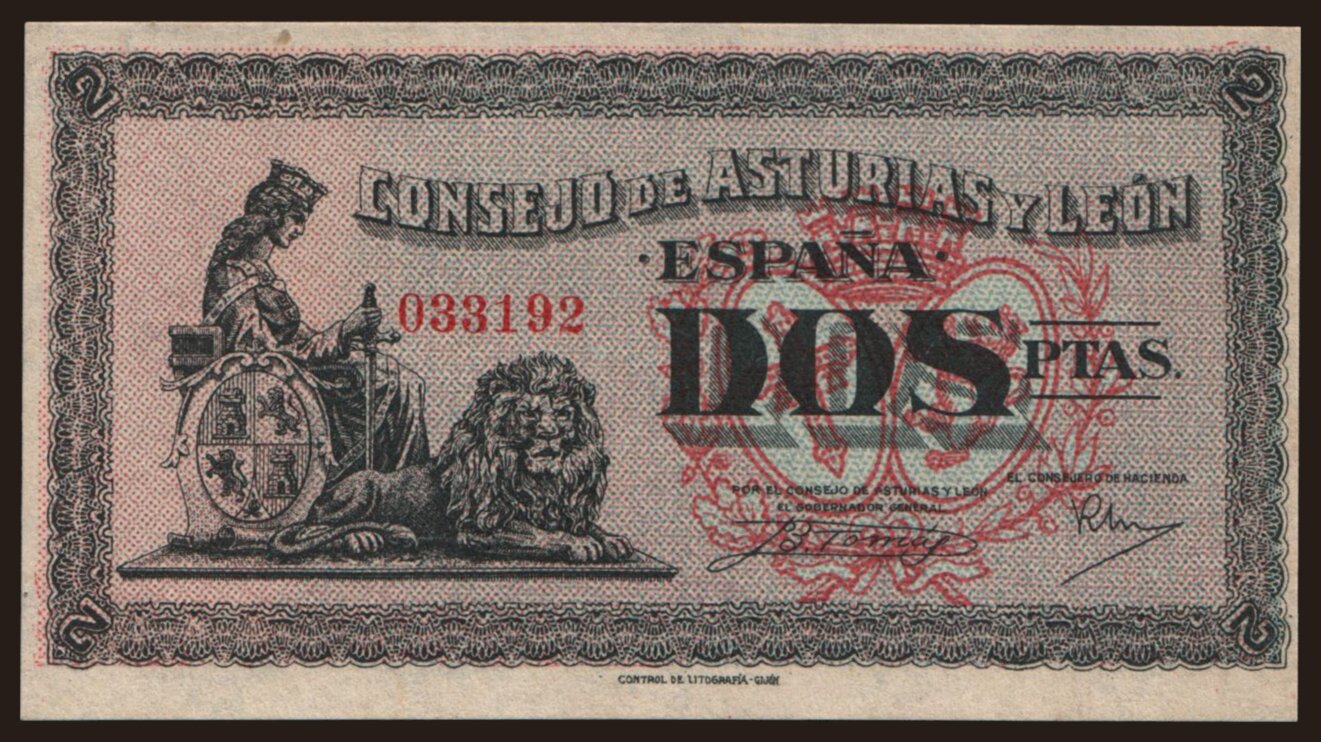 2 2
CONSEJO DE ASTURIAS Y LEÓN
·ESPAÑA·
033192
DOS PTAS.
POR EL CONSEJO DE ASTURIAS Y LEÓN
EL GOBERNADOR GENERAL
EL CONSEJERO DE HACIENDA
2 2
CONTROL DE LITOGRAFÍA-GIJÓN